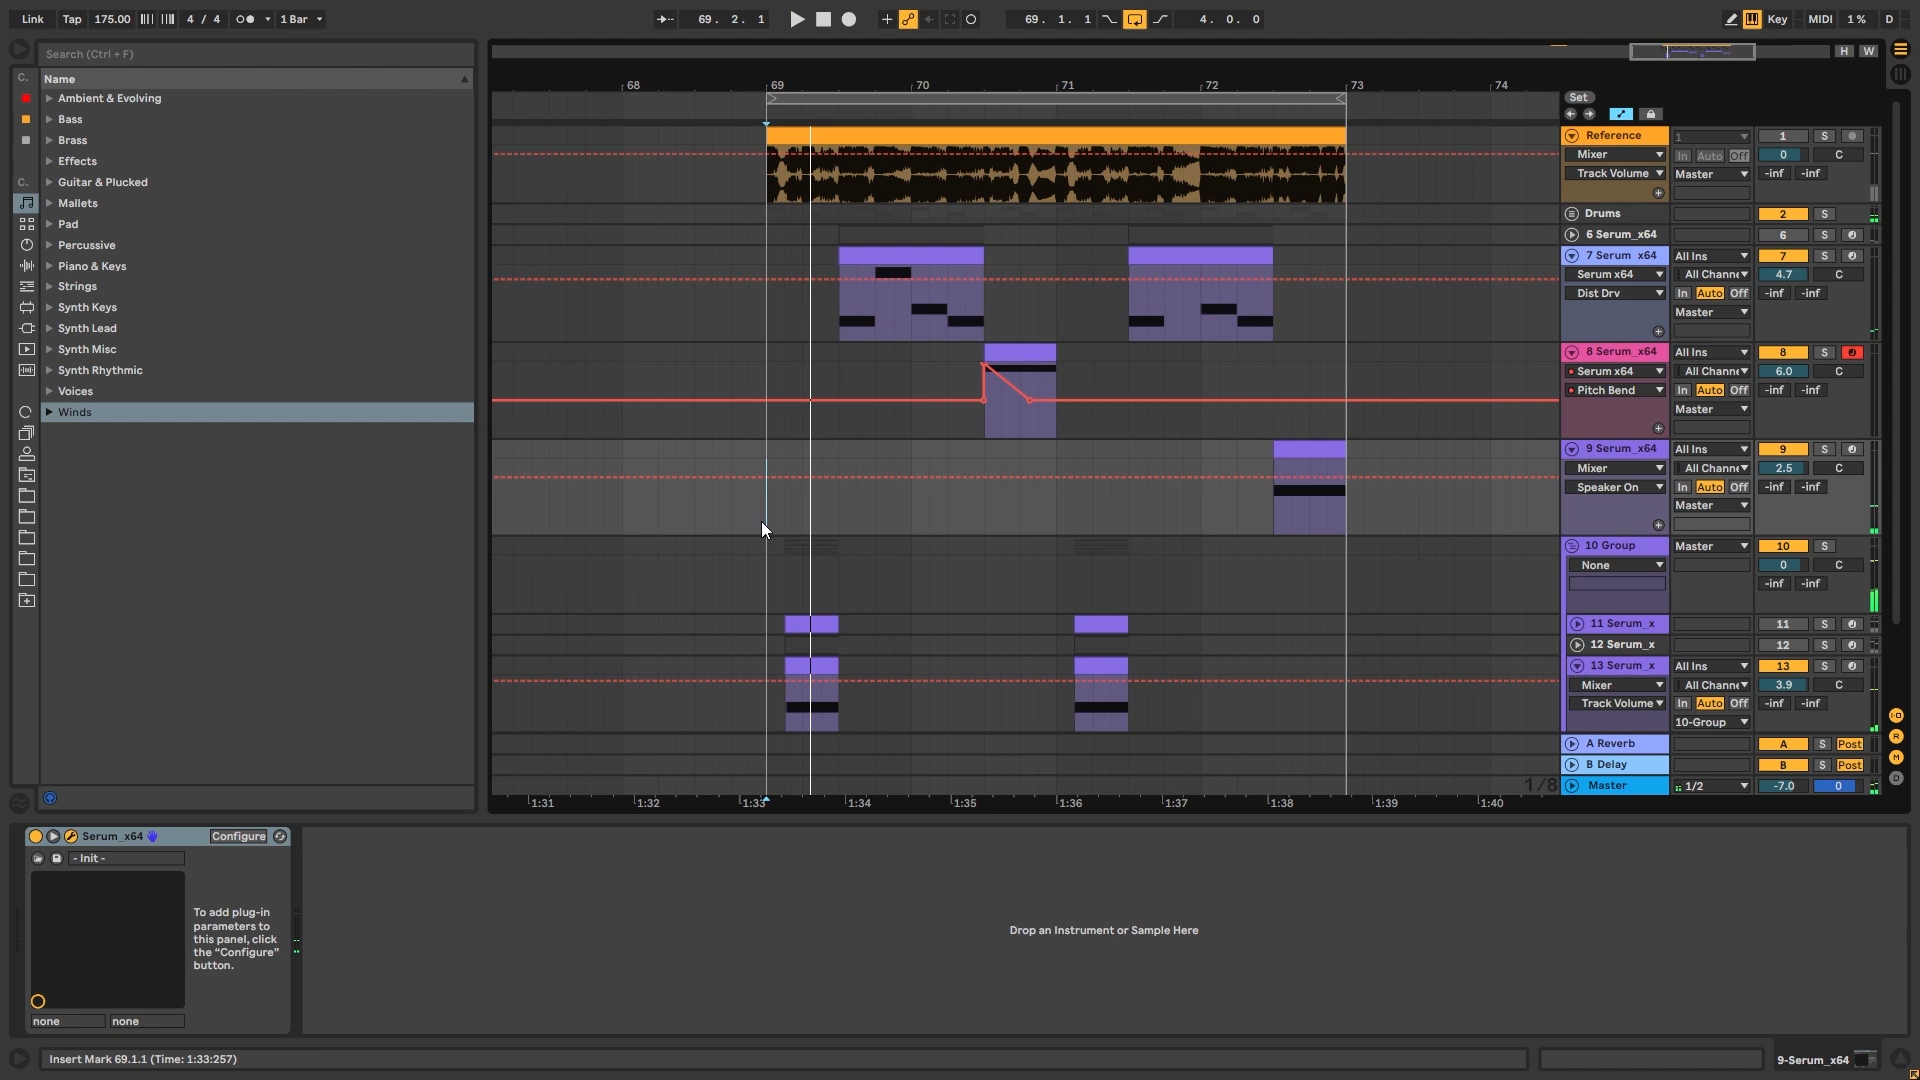 Link Tap 175.00 4 / 4 1 Bar 69. 2. 1 69. 1. 1 4. 0. 0 Key MIDI 1 % D
Search (Ctrl + F)
H W
C.
Name
68 69 70 71 72 73 74
Set
Ambient & Evolving
Bass
Brass
Effects
C.
Guitar & Plucked
Mallets
Pad
Percussive
Piano & Keys
Strings
Synth Keys
Synth Lead
Synth Misc
Synth Rhythmic
Voices
Winds
Reference 1 1 S
Mixer In Auto Off 0 C
Track Volume Master -inf -inf
Drums 2 S
6 Serum_x64 6 S
7 Serum x64 All Ins 7 S
Serum x64 All Channe 4.7 C
Dist Drv In Auto Off -inf -inf
Master
8 Serum_x64 All Ins 8 S
Serum x64 All Channe 6.0 C
Pitch Bend In Auto Off -inf -inf
Master
9 Serum_x64 All Ins 9 S
Mixer All Channe 2.5 C
Speaker On In Auto Off -inf -inf
Master
10 Group Master 10 S
None 0 C
-inf -inf
11 Serum_x 11 S
12 Serum_x 12 S
13 Serum_x All Ins 13 S
Mixer All Channe 3.9 C
Track Volume In Auto Off -inf -inf
10-Group
I-O
R
M
D
A Reverb A S Post
B Delay B S Post
1/8
Master 1/2 -7.0 0
1:31 1:32 1:33 1:34 1:35 1:36 1:37 1:38 1:39 1:40
Serum_x64 Configure
- Init -
To add plug-in
parameters to
this panel, click
the “Configure”
button.
none none
Drop an Instrument or Sample Here
Insert Mark 69.1.1 (Time: 1:33:257)
9-Serum_x64